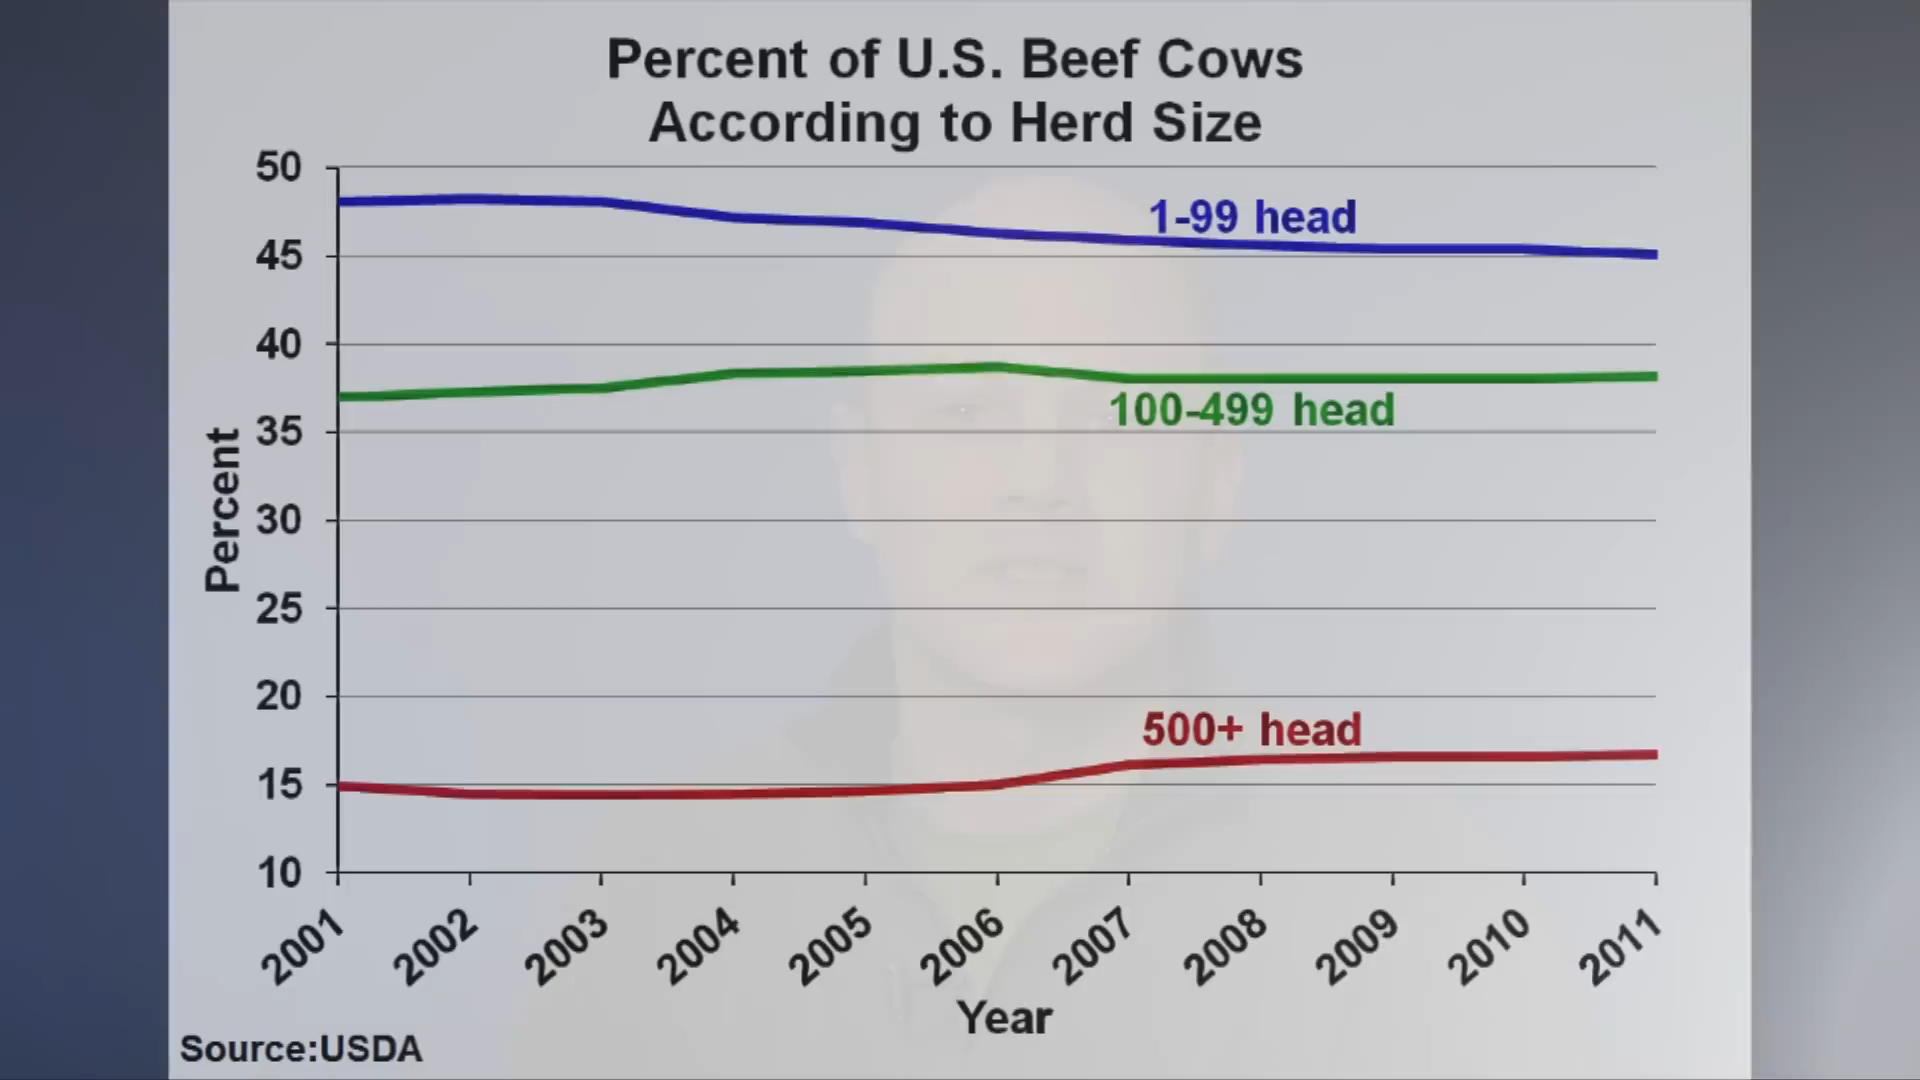 Percent of U.S. Beef Cows
According to Herd Size
50
45
40
35
30
25
20
15
10
Percent
1-99 head
100-499 head
500+ head
2001
2002
2003
2004
2005
2006
2007
2008
2009
2010
2011
Year
Source:USDA